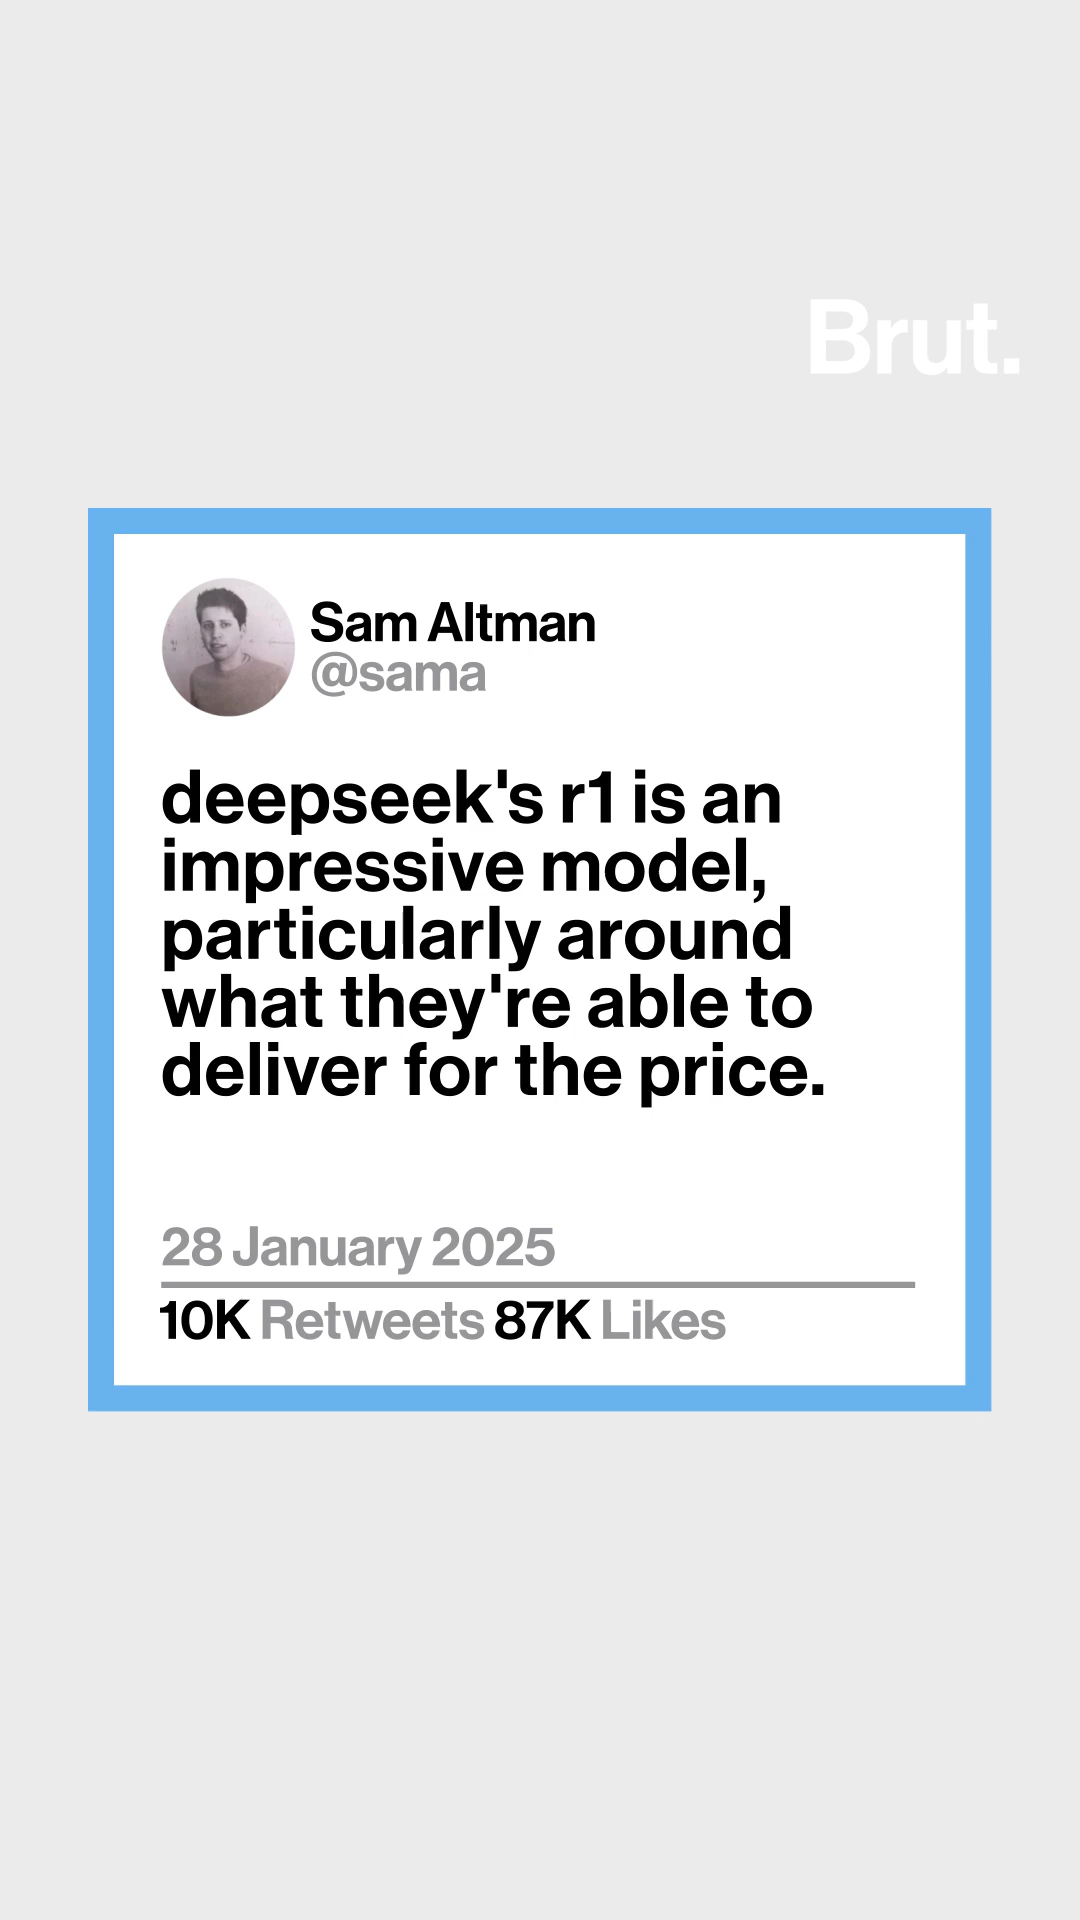 Brut.
Sam Altman
@sama
deepseek's r1 is an
impressive model,
particularly around
what they're able to
deliver for the price.
28 January 2025
10K Retweets 87K Likes